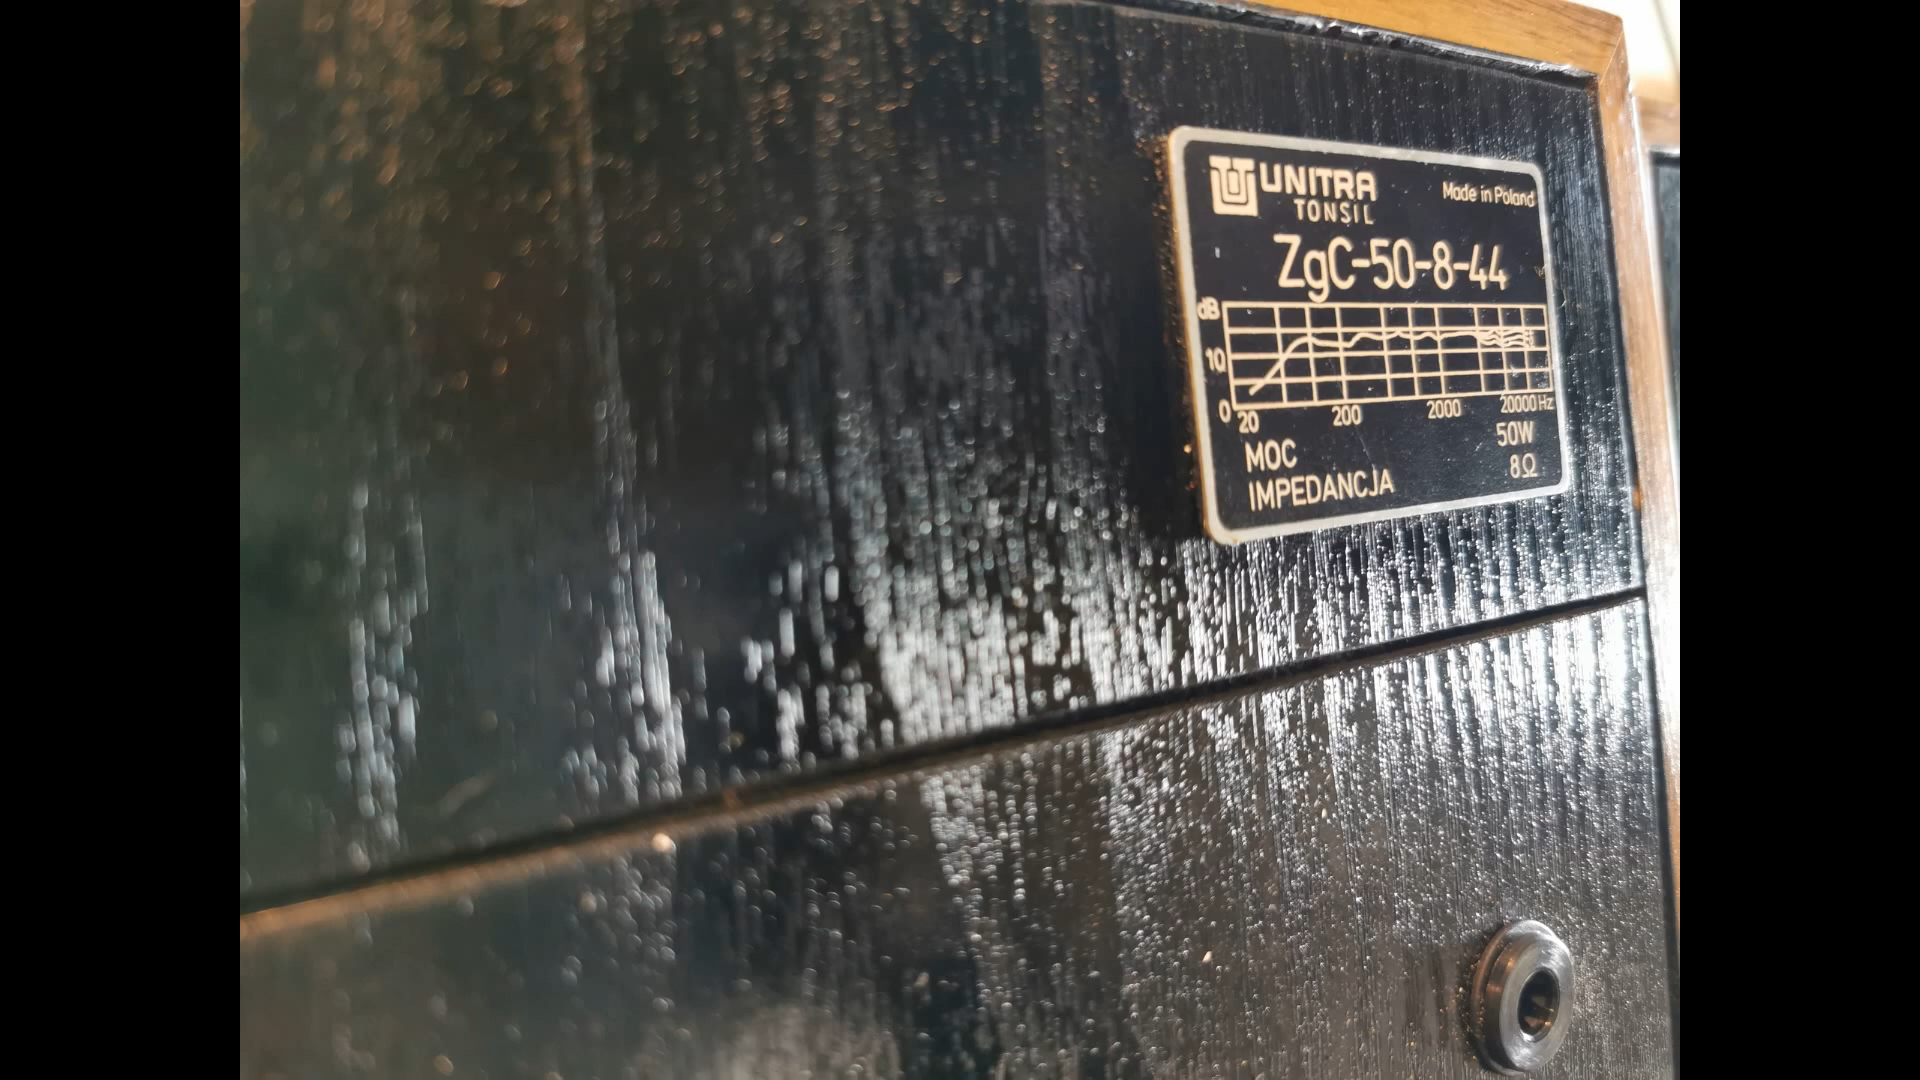 UNITRA
TONSIL
Made in Poland
ZgC-50-8-44
dB
10
0
20 200 2000 20000 Hz
MOC 50W
IMPEDANCJA 8Ω